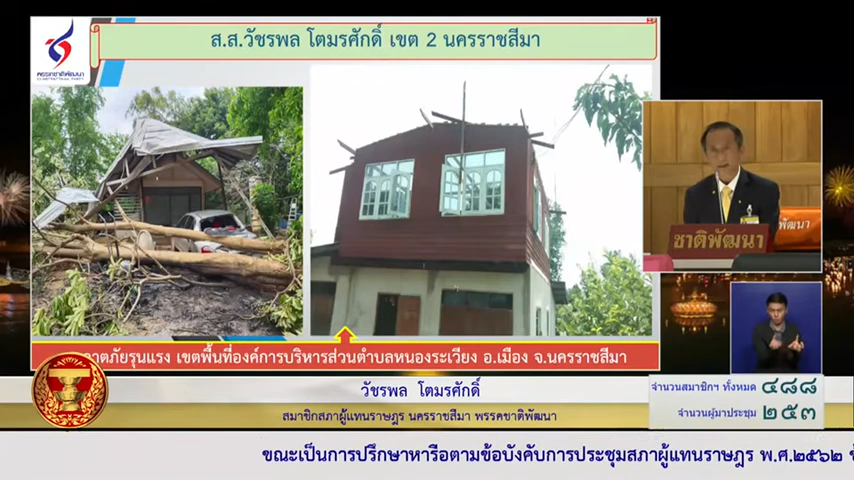 ส.ส.วัชรพล โตมรศักดิ์ เขต 2 นครราชสีมา
พรรคชาติพัฒนา
ชาติพัฒนา
พัฒนา
วาตภัยรุนแรง เขตพื้นที่องค์การบริหารส่วนตำบลหนองระเวียง อ.เมือง จ.นครราชสีมา
วัชรพล โตมรศักดิ์
สมาชิกสภาผู้แทนราษฎร นครราชสีมา พรรคชาติพัฒนา
จำนวนสมาชิกฯ ทั้งหมด ๔๘๘
จำนวนผู้มาประชุม ๒๕๓
ขณะเป็นการปรึกษาหารือตามข้อบังคับการประชุมสภาผู้แทนราษฎร พ.ศ.๒๕๖๒